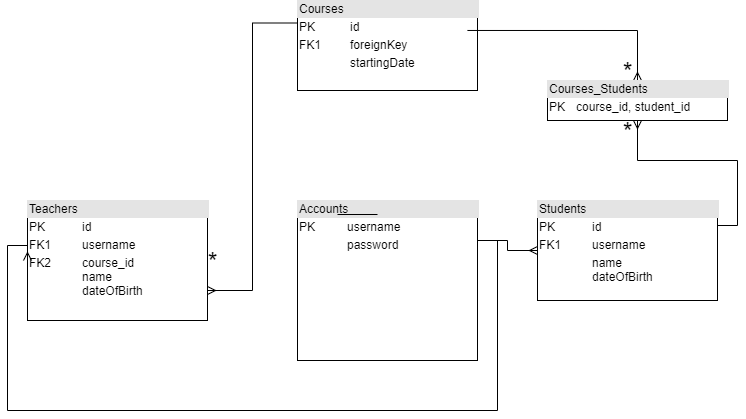 Courses
PK id
FK1 foreignKey
startingDate
*
Courses_Students
PK course_id, student_id
*
Teachers
PK id
FK1 username
FK2 course_id
name
dateOfBirth
*
Accounts
PK username
password
Students
PK id
FK1 username
name
dateOfBirth